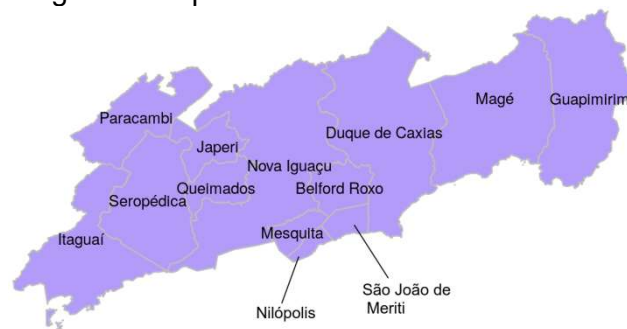 Paracambi
Magé
Guapimirim
Duque de Caxias
Japeri
Nova Iguaçu
Queimados
Belford Roxo
Seropédica
Mesquita
Itaguaí
São João de
Meriti
Nilópolis